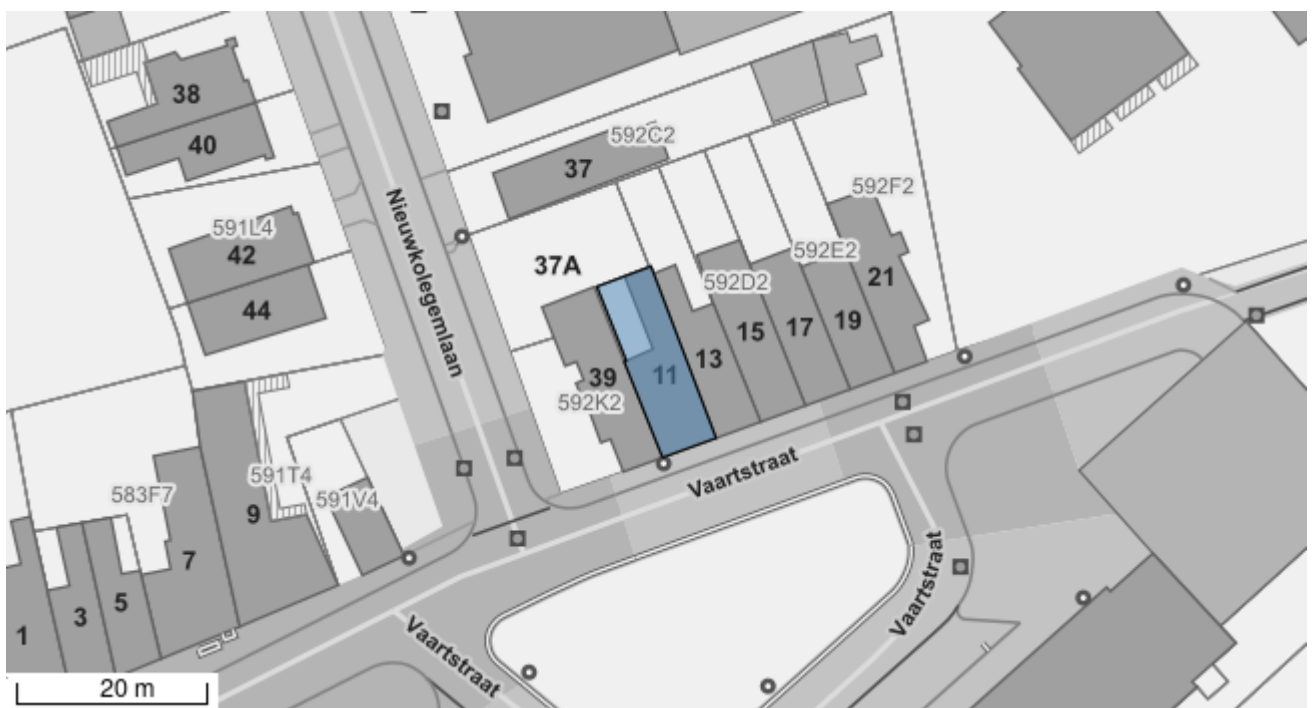 38
40
592C2
37
592F2
Nieuwkolegemlaan
591L4
42
37A
592E2
592D2
21
44
19
17
15
13
11
39
592K2
Vaartstraat
591T4
591V4
583F7
9
7
5
3
1
Vaartstraat
Vaartstraat
20 m